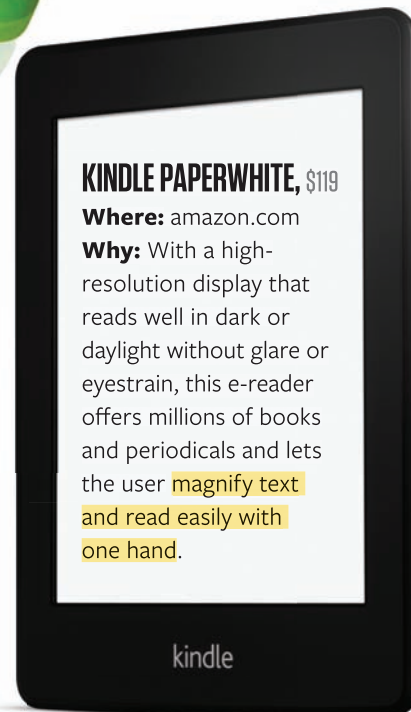 KINDLE PAPERWHITE, $119
Where: amazon.com
Why: With a high-
resolution display that
reads well in dark or
daylight without glare or
eyestrain, this e-reader
offers millions of books
and periodicals and lets
the user magnify text
and read easily with
one hand.
kindle